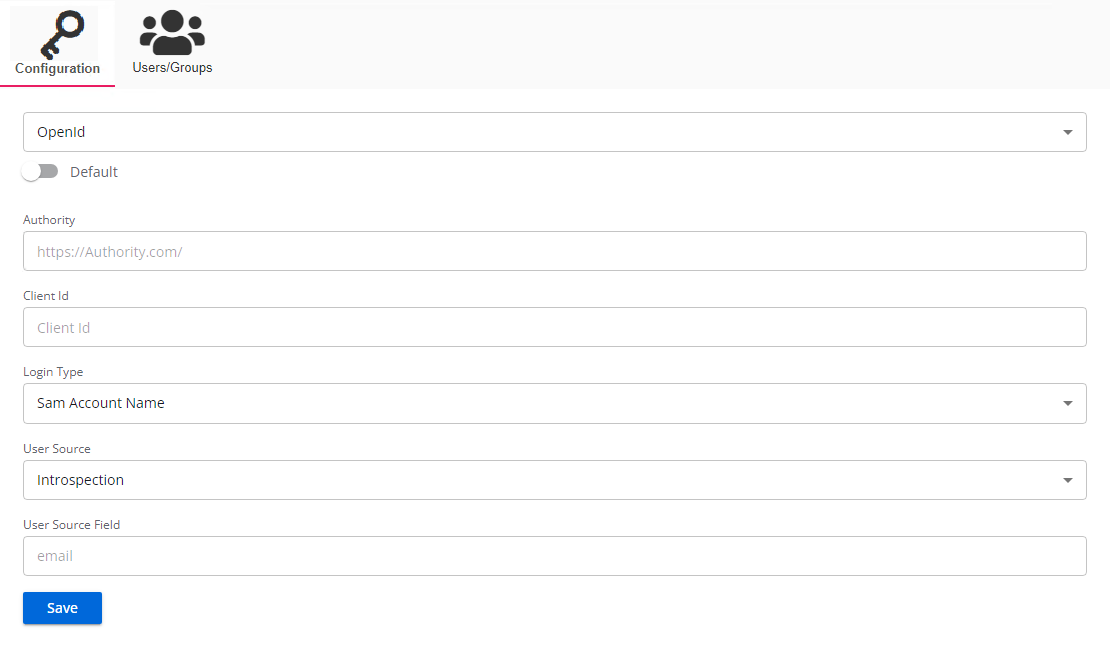 Configuration
Users/Groups
OpenId
Default
Authority
https://Authority.com/
Client Id
Client Id
Login Type
Sam Account Name
User Source
Introspection
User Source Field
email
Save